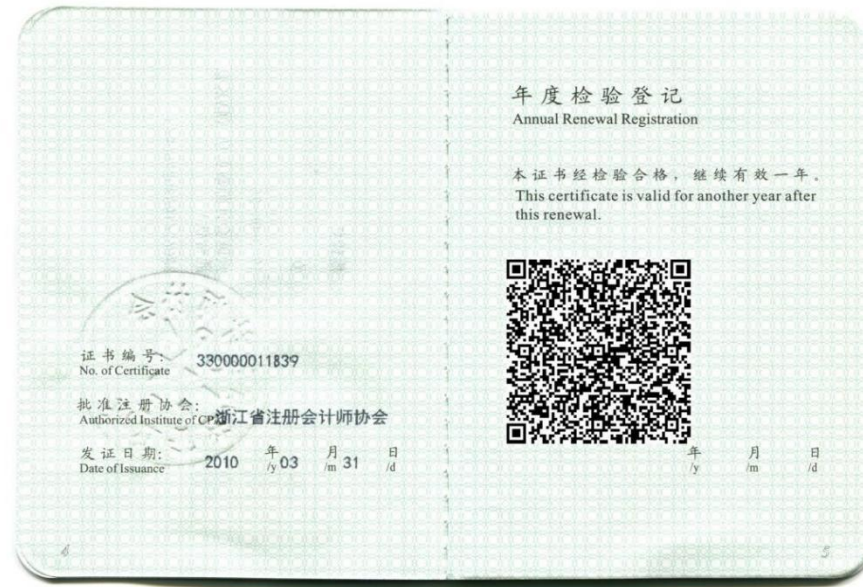 证书编号:
No. of Certificate
330000011839
批准注册协会:
Authorized Institute of CPAs
浙江省注册会计师协会
发证日期:
Date of Issuance
2010 年 03 月 31 日
/y /m /d
年度检验登记
Annual Renewal Registration
本证书经检验合格，继续有效一年。
This certificate is valid for another year after
this renewal.
年 月 日
/y /m /d
5